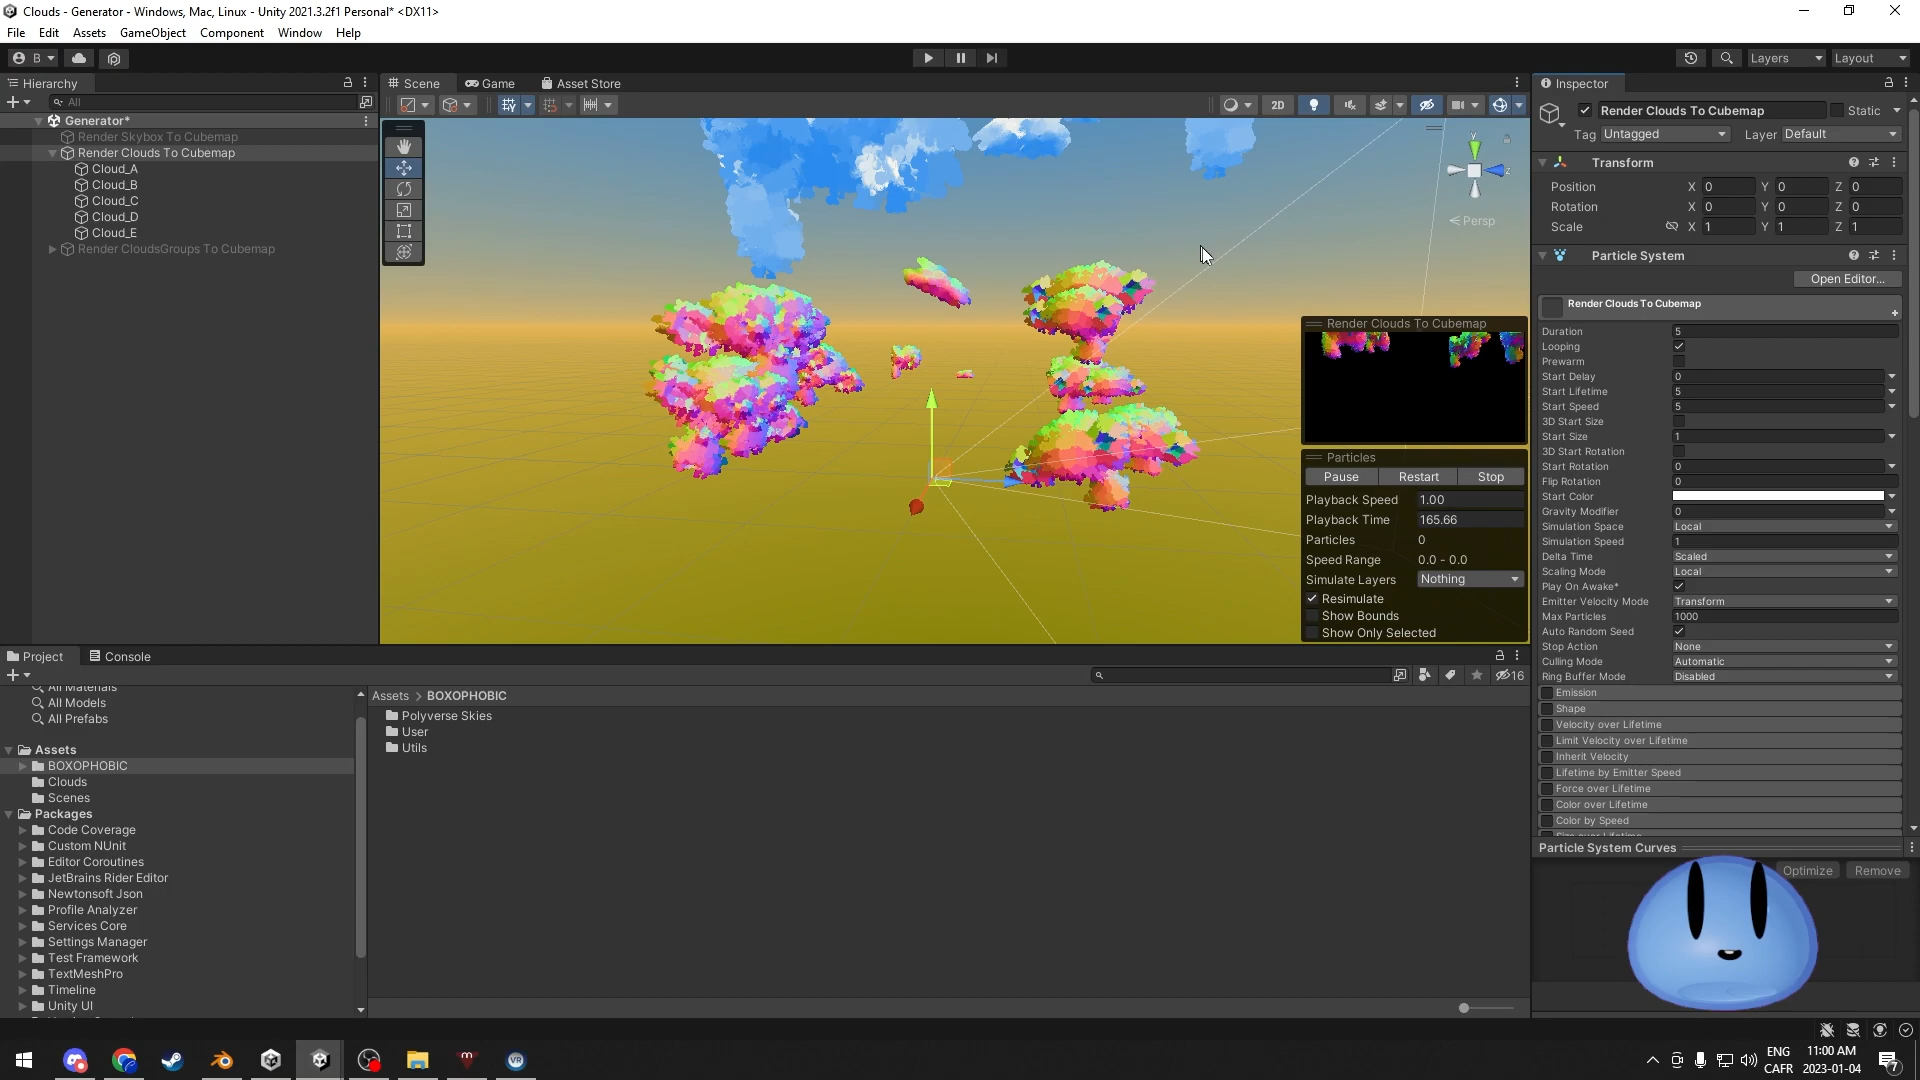 Clouds - Generator - Windows, Mac, Linux - Unity 2021.3.2f1 Personal* <DX11>
File Edit Assets GameObject Component Window Help
B Layers Layout
Hierarchy
All
Generator*
Render Skybox To Cubemap
Render Clouds To Cubemap
Cloud_A
Cloud_B
Cloud_C
Cloud_D
Cloud_E
Render CloudsGroups To Cubemap
Scene Game Asset Store
2D
y
z
Persp
Render Clouds To Cubemap
Particles
Pause Restart Stop
Playback Speed 1.00
Playback Time 165.66
Particles 0
Speed Range 0.0 - 0.0
Simulate Layers Nothing
Resimulate
Show Bounds
Show Only Selected
Inspector
Render Clouds To Cubemap Static
Tag Untagged Layer Default
Transform
Position X 0 Y 0 Z 0
Rotation X 0 Y 0 Z 0
Scale X 1 Y 1 Z 1
Particle System
Open Editor...
Render Clouds To Cubemap
Duration 5
Looping
Prewarm
Start Delay 0
Start Lifetime 5
Start Speed 5
3D Start Size
Start Size 1
3D Start Rotation
Start Rotation 0
Flip Rotation 0
Start Color
Gravity Modifier 0
Simulation Space Local
Simulation Speed 1
Delta Time Scaled
Scaling Mode Local
Play On Awake*
Emitter Velocity Mode Transform
Max Particles 1000
Auto Random Seed
Stop Action None
Culling Mode Automatic
Ring Buffer Mode Disabled
Emission
Shape
Velocity over Lifetime
Limit Velocity over Lifetime
Inherit Velocity
Lifetime by Emitter Speed
Force over Lifetime
Color over Lifetime
Color by Speed
Size over Lifetime
Particle System Curves
Optimize Remove
Project Console
16
All Materials
All Models
All Prefabs
Assets
BOXOPHOBIC
Clouds
Scenes
Packages
Code Coverage
Custom NUnit
Editor Coroutines
JetBrains Rider Editor
Newtonsoft Json
Profile Analyzer
Services Core
Settings Manager
Test Framework
TextMeshPro
Timeline
Unity UI
Assets > BOXOPHOBIC
Polyverse Skies
User
Utils
VR
ENG
CAFR
11:00 AM
2023-01-04
7